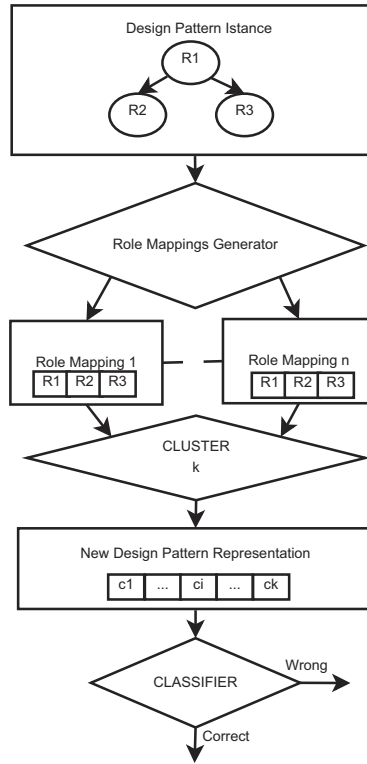 Design Pattern Istance
R1
R2 R3
Role Mappings Generator
Role Mapping 1
R1 R2 R3
Role Mapping n
R1 R2 R3
CLUSTER
k
New Design Pattern Representation
c1 ... ci ... ck
CLASSIFIER
Wrong
Correct